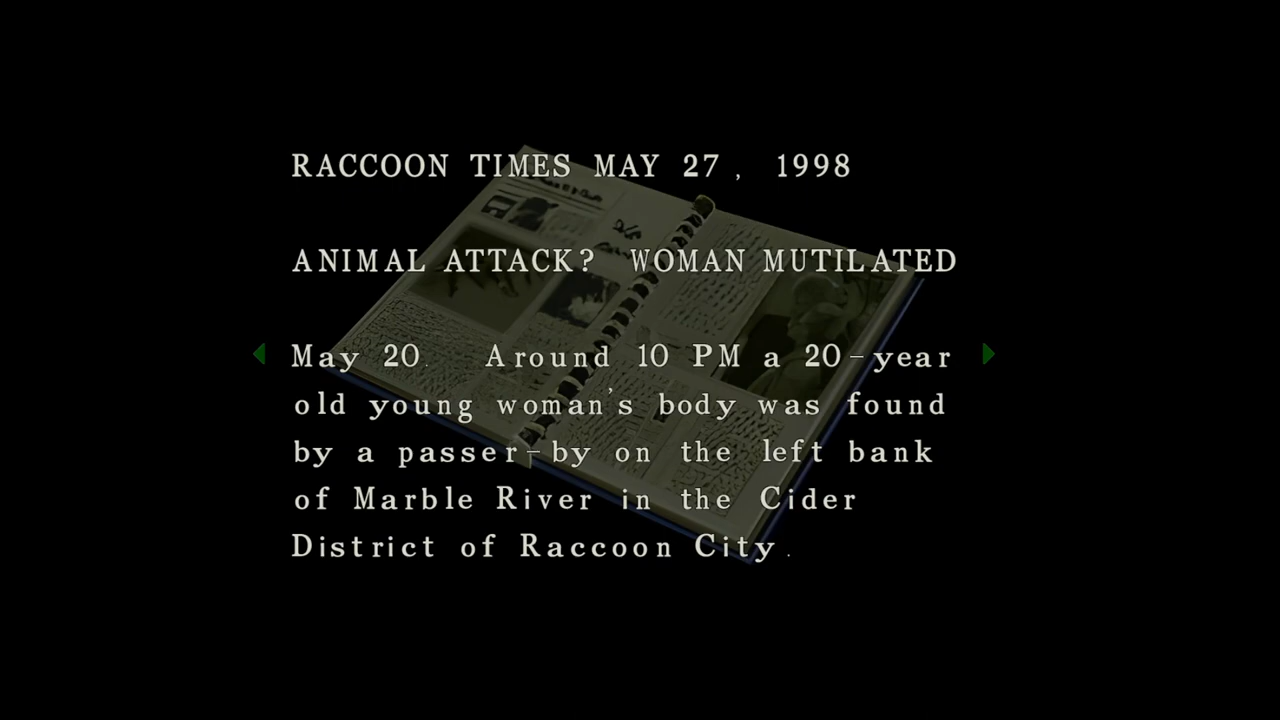 RACCOON TIMES MAY 27, 1998
ANIMAL ATTACK? WOMAN MUTILATED
May 20. Around 10 PM a 20-year
old young woman's body was found
by a passer-by on the left bank
of Marble River in the Cider
District of Raccoon City.